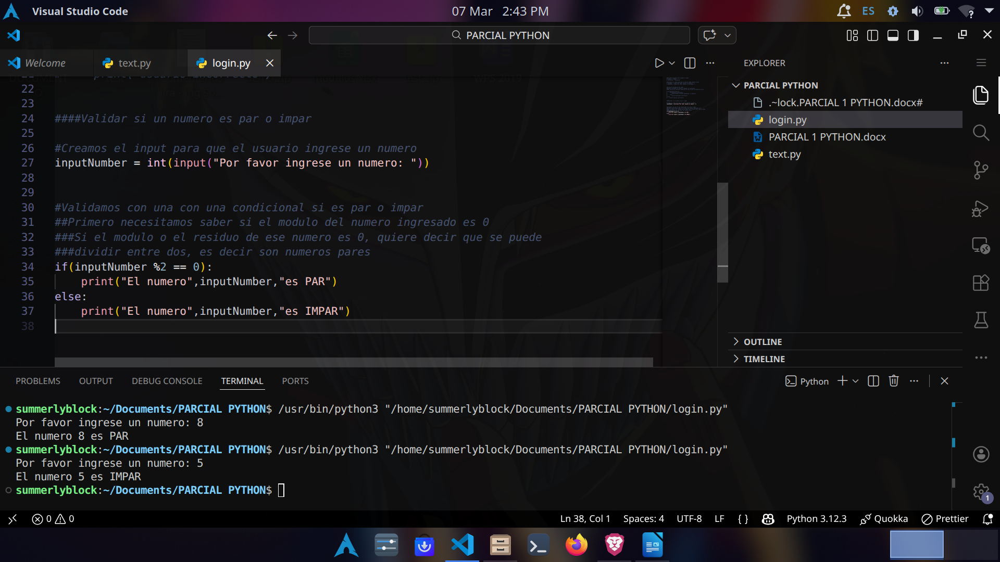 Visual Studio Code
07 Mar 2:43 PM
ES
PARCIAL PYTHON
Welcome
text.py
login.py
EXPLORER
PARCIAL PYTHON
.~lock.PARCIAL 1 PYTHON.docx#
login.py
PARCIAL 1 PYTHON.docx
text.py
OUTLINE
TIMELINE
22
23
24 ####Validar si un numero es par o impar
25
26 #Creamos el input para que el usuario ingrese un numero
27 inputNumber = int(input("Por favor ingrese un numero: "))
28
29
30 #Validamos con una con una condicional si es par o impar
31 ##Primero necesitamos saber si el modulo del numero ingresado es 0
32 ###Si el modulo o el residuo de ese numero es 0, quiere decir que se puede
33 ###dividir entre dos, es decir son numeros pares
34 if(inputNumber %2 == 0):
35     print("El numero",inputNumber,"es PAR")
36 else:
37     print("El numero",inputNumber,"es IMPAR")
38
PROBLEMS OUTPUT DEBUG CONSOLE TERMINAL PORTS
Python
summerlyblock:~/Documents/PARCIAL PYTHON$ /usr/bin/python3 "/home/summerlyblock/Documents/PARCIAL PYTHON/login.py"
Por favor ingrese un numero: 8
El numero 8 es PAR
summerlyblock:~/Documents/PARCIAL PYTHON$ /usr/bin/python3 "/home/summerlyblock/Documents/PARCIAL PYTHON/login.py"
Por favor ingrese un numero: 5
El numero 5 es IMPAR
summerlyblock:~/Documents/PARCIAL PYTHON$
1
0 0
Ln 38, Col 1 Spaces: 4 UTF-8 LF { } Python 3.12.3 Quokka Prettier